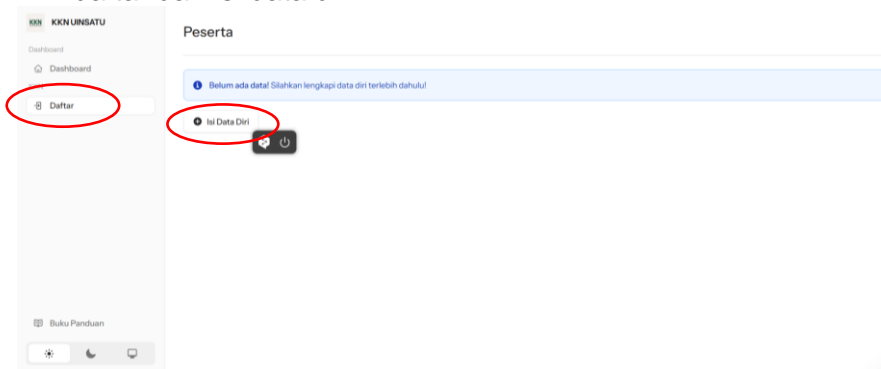 KKN KKN UINSATU
Dashboard
Dashboard
Daftar
Buku Panduan
Peserta
Belum ada data! Silahkan lengkapi data diri terlebih dahulu!
Isi Data Diri